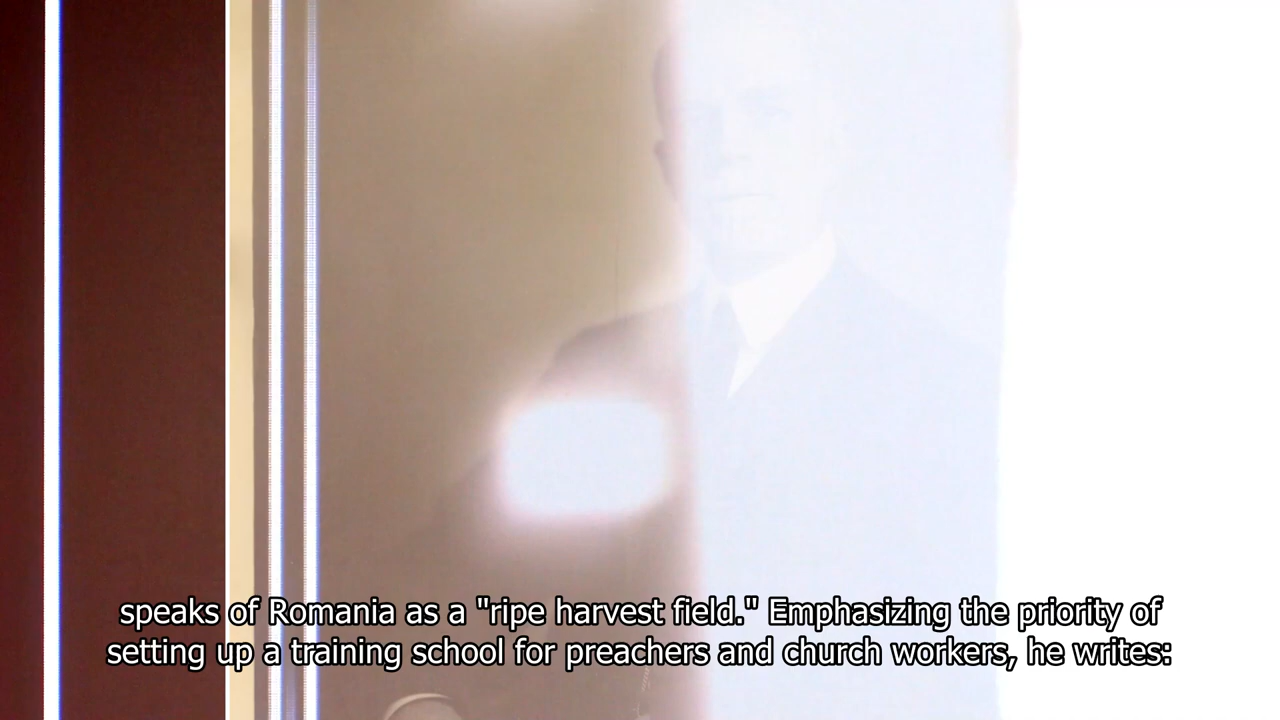 speaks of Romania as a "ripe harvest field." Emphasizing the priority of
setting up a training school for preachers and church workers, he writes: